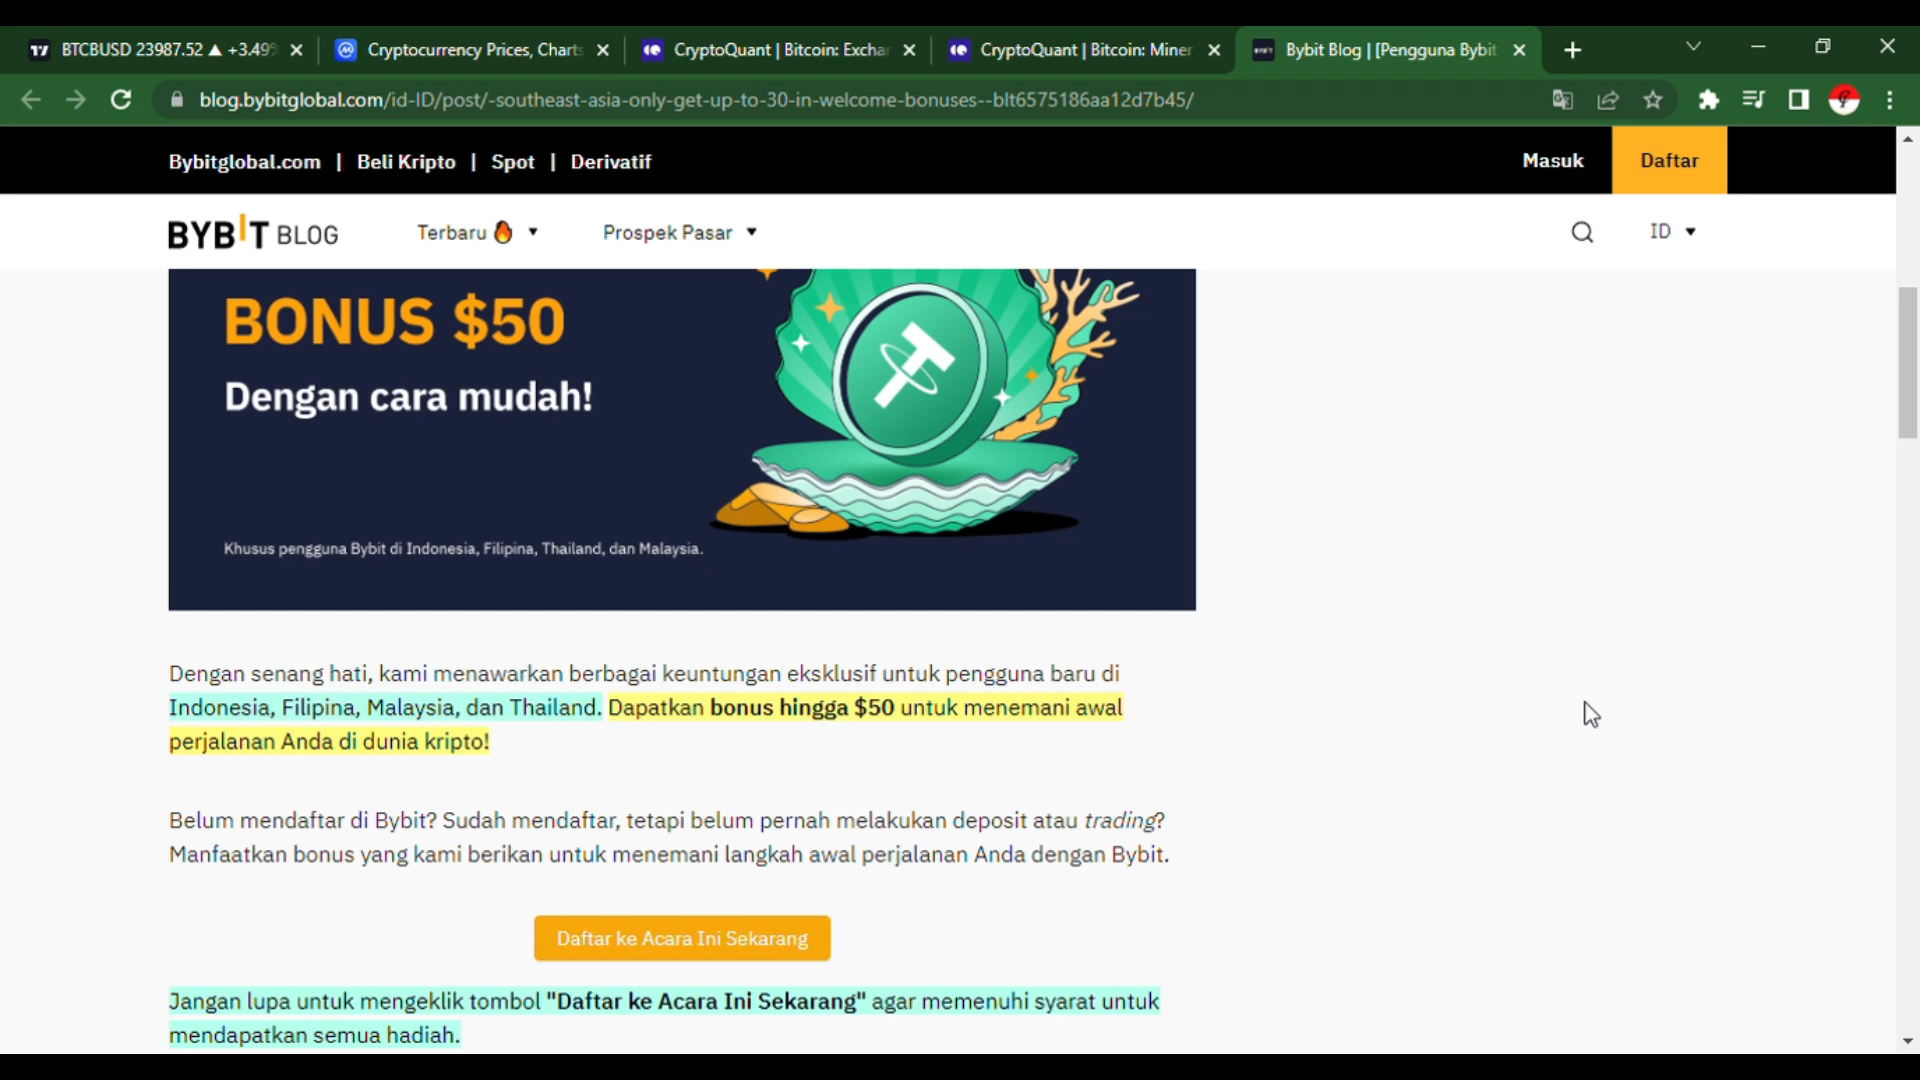 BTCBUSD 23987.52 ▲ +3.49%
Cryptocurrency Prices, Charts
CryptoQuant | Bitcoin: Exchan
CryptoQuant | Bitcoin: Miner
Bybit Blog | [Pengguna Bybit
blog.bybitglobal.com/id-ID/post/-southeast-asia-only-get-up-to-30-in-welcome-bonuses--blt6575186aa12d7b45/
Bybitglobal.com | Beli Kripto | Spot | Derivatif
Masuk
Daftar
BYBIT BLOG
Terbaru🔥 ▼
Prospek Pasar ▼
ID ▼
BONUS $50
Dengan cara mudah!
Khusus pengguna Bybit di Indonesia, Filipina, Thailand, dan Malaysia.
Dengan senang hati, kami menawarkan berbagai keuntungan eksklusif untuk pengguna baru di
Indonesia, Filipina, Malaysia, dan Thailand. Dapatkan bonus hingga $50 untuk menemani awal
perjalanan Anda di dunia kripto!
Belum mendaftar di Bybit? Sudah mendaftar, tetapi belum pernah melakukan deposit atau trading?
Manfaatkan bonus yang kami berikan untuk menemani langkah awal perjalanan Anda dengan Bybit.
Daftar ke Acara Ini Sekarang
Jangan lupa untuk mengeklik tombol "Daftar ke Acara Ini Sekarang" agar memenuhi syarat untuk
mendapatkan semua hadiah.